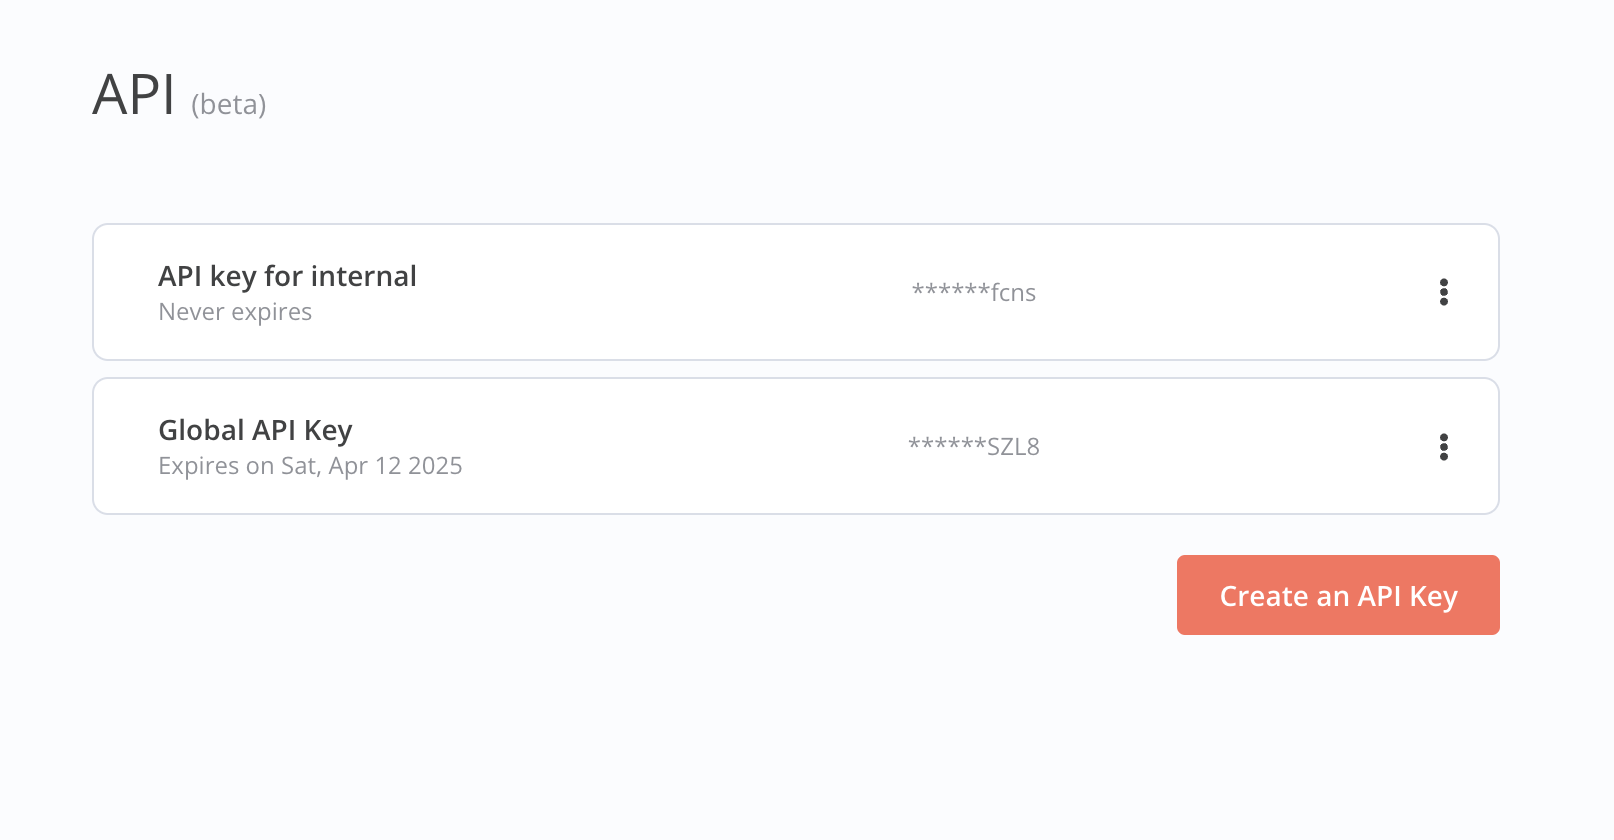 API (beta)
API key for internal
Never expires
******fcns
Global API Key
Expires on Sat, Apr 12 2025
******SZL8
Create an API Key